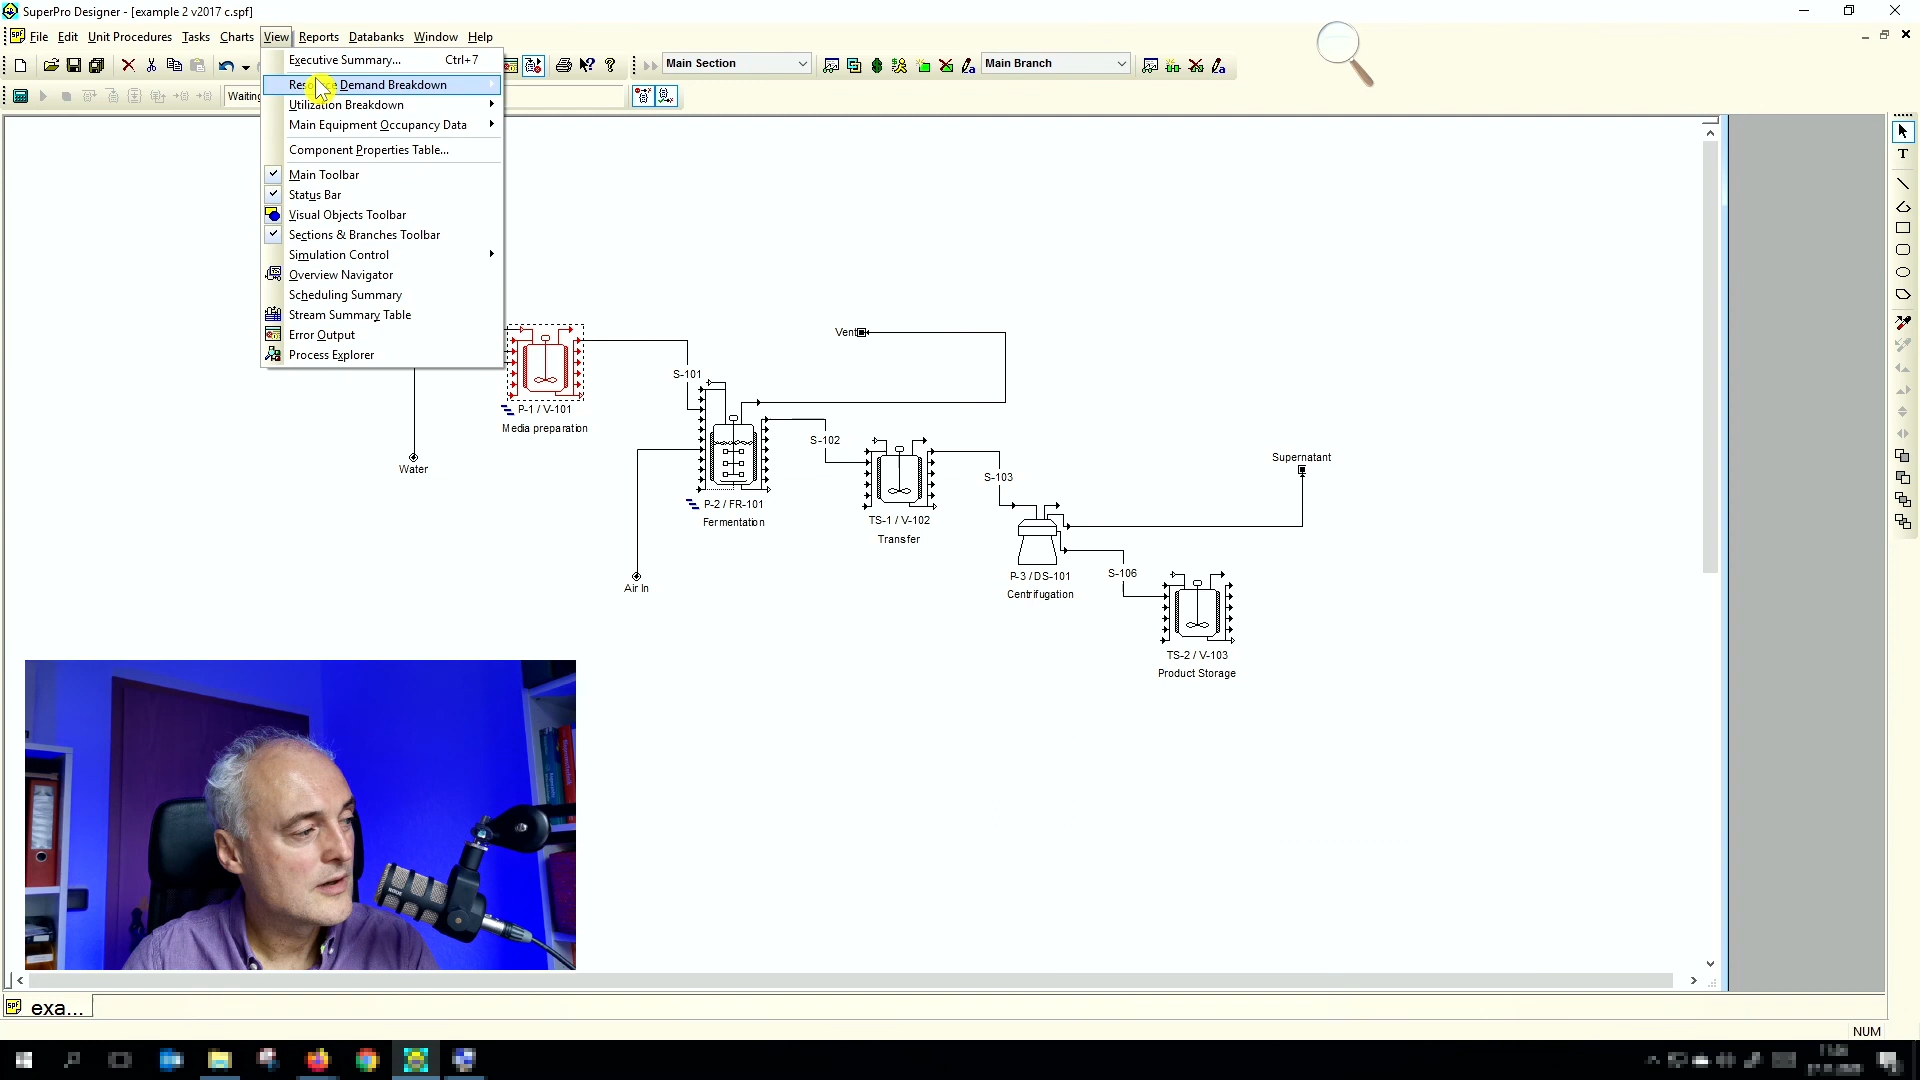 SuperPro Designer - [example 2 v2017 c.spf]
File Edit Unit Procedures Tasks Charts View Reports Databanks Window Help
Main Section
Main Branch
Executive Summary... Ctrl+7
Demand Breakdown
Utilization Breakdown
Main Equipment Occupancy Data
Component Properties Table...
Main Toolbar
Status Bar
Visual Objects Toolbar
Sections & Branches Toolbar
Simulation Control
Overview Navigator
Scheduling Summary
Stream Summary Table
Error Output
Process Explorer
Vent
S-101
P-1 / V-101
Media preparation
S-102
Water
Supernatant
S-103
P-2 / FR-101
Fermentation
TS-1 / V-102
Transfer
Air In
P-3 / DS-101
Centrifugation
S-106
TS-2 / V-103
Product Storage
RODE
exa...
NUM